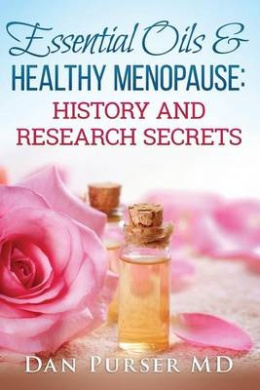 Essential Oils &
HEALTHY MENOPAUSE:
HISTORY AND
RESEARCH SECRETS
DAN PURSER MD